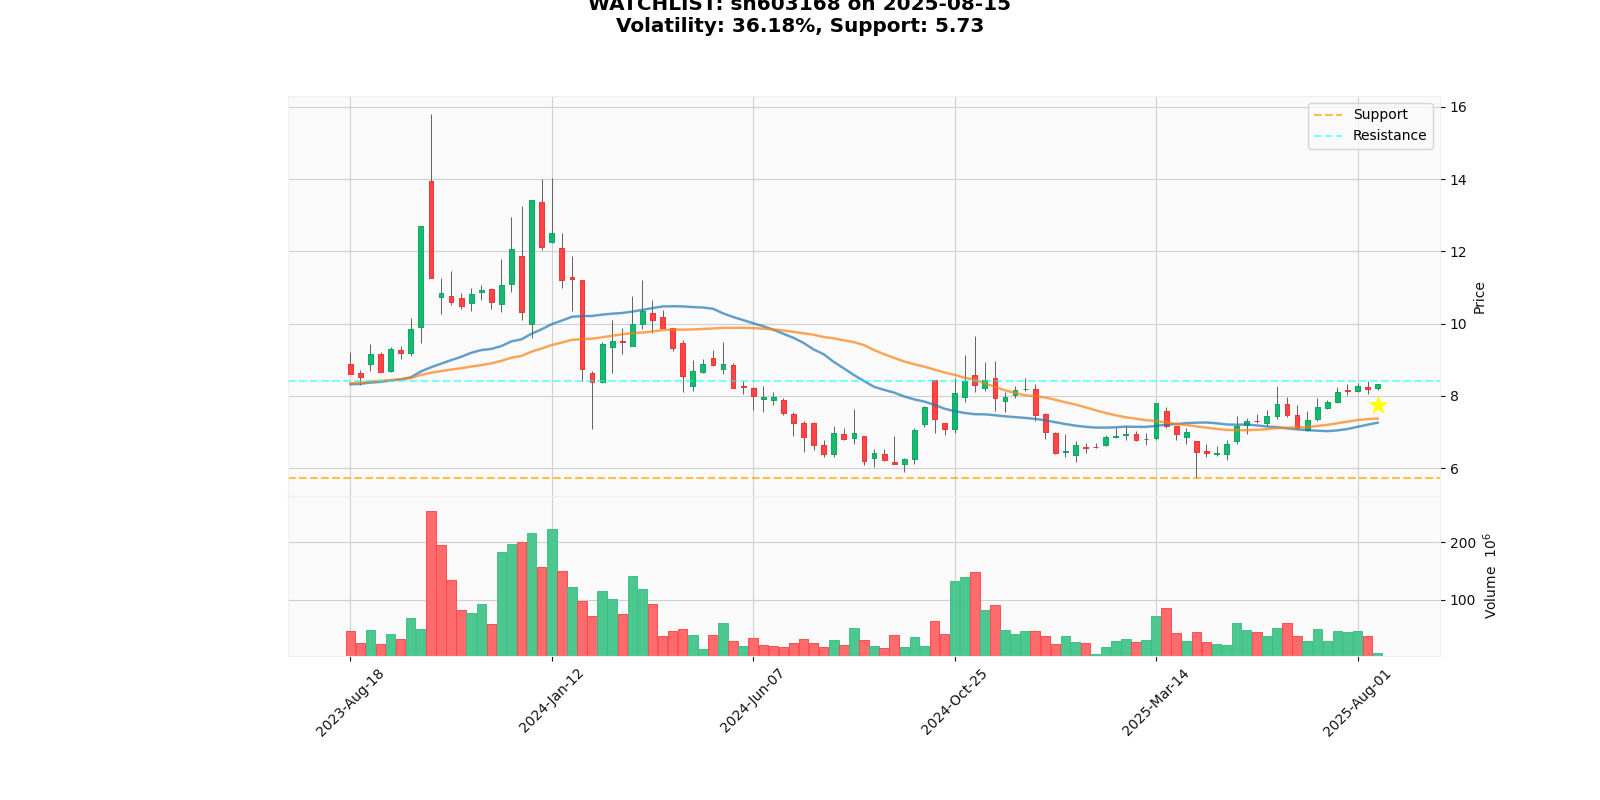 WATCHLIST: sh603168 on 2025-08-15
Volatility: 36.18%, Support: 5.73
Support
Resistance
16
14
12
10
8
6
Price
200
100
Volume 10^6
2023-Aug-18
2024-Jan-12
2024-Jun-07
2024-Oct-25
2025-Mar-14
2025-Aug-01